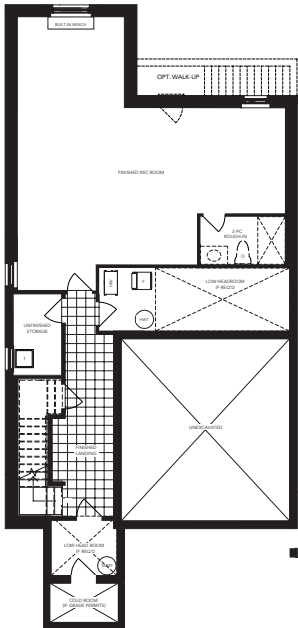 BUILT-IN BENCH
OPT. WALK-UP
FINISHED REC ROOM
3-PC
ROUGH-IN
LOW HEADROOM
IF REQ'D
F
HWT
UNFINISHED
STORAGE
T
UNEXCAVATED
FINISHED
LANDING
LOW HEAD ROOM
IF REQ'D
COLD ROOM
(IF GRADE PERMITS)